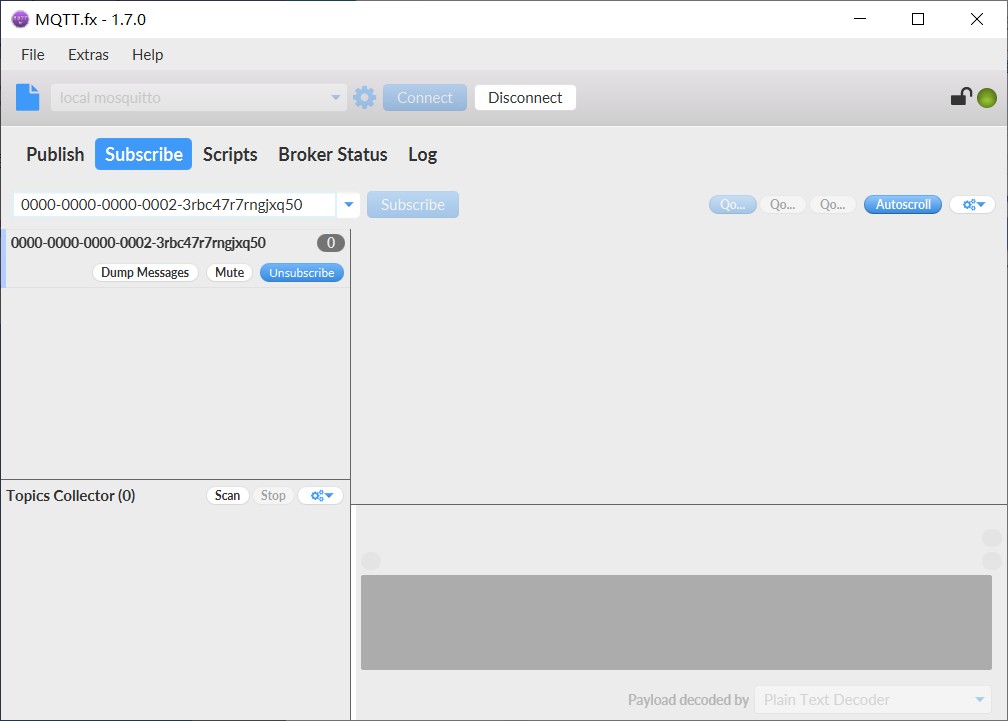 MQTT.fx - 1.7.0
File Extras Help
local mosquitto Connect Disconnect
Publish Subscribe Scripts Broker Status Log
0000-0000-0000-0002-3rbc47r7rngjxq50 Subscribe Qo... Qo... Qo... Autoscroll
0000-0000-0000-0002-3rbc47r7rngjxq50 0
Dump Messages Mute Unsubscribe
Topics Collector (0) Scan Stop
Payload decoded by Plain Text Decoder